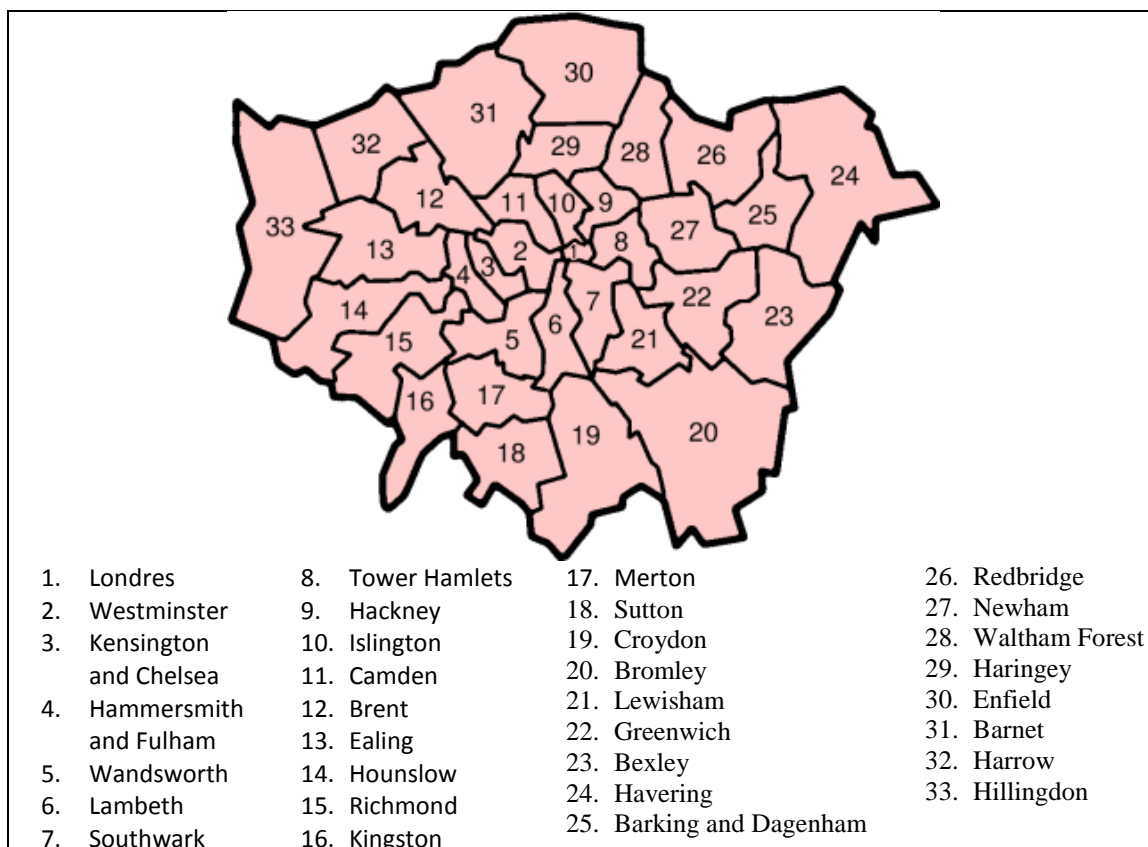 30
31
29
32
28
26
24
12
11
10
9
25
33
13
2
1
8
27
4
3
14
7
22
23
15
5
6
21
16
17
20
19
18
1. Londres
2. Westminster
3. Kensington
and Chelsea
4. Hammersmith
and Fulham
5. Wandsworth
6. Lambeth
7. Southwark
8. Tower Hamlets
9. Hackney
10. Islington
11. Camden
12. Brent
13. Ealing
14. Hounslow
15. Richmond
16. Kingston
17. Merton
18. Sutton
19. Croydon
20. Bromley
21. Lewisham
22. Greenwich
23. Bexley
24. Havering
25. Barking and Dagenham
26. Redbridge
27. Newham
28. Waltham Forest
29. Haringey
30. Enfield
31. Barnet
32. Harrow
33. Hillingdon